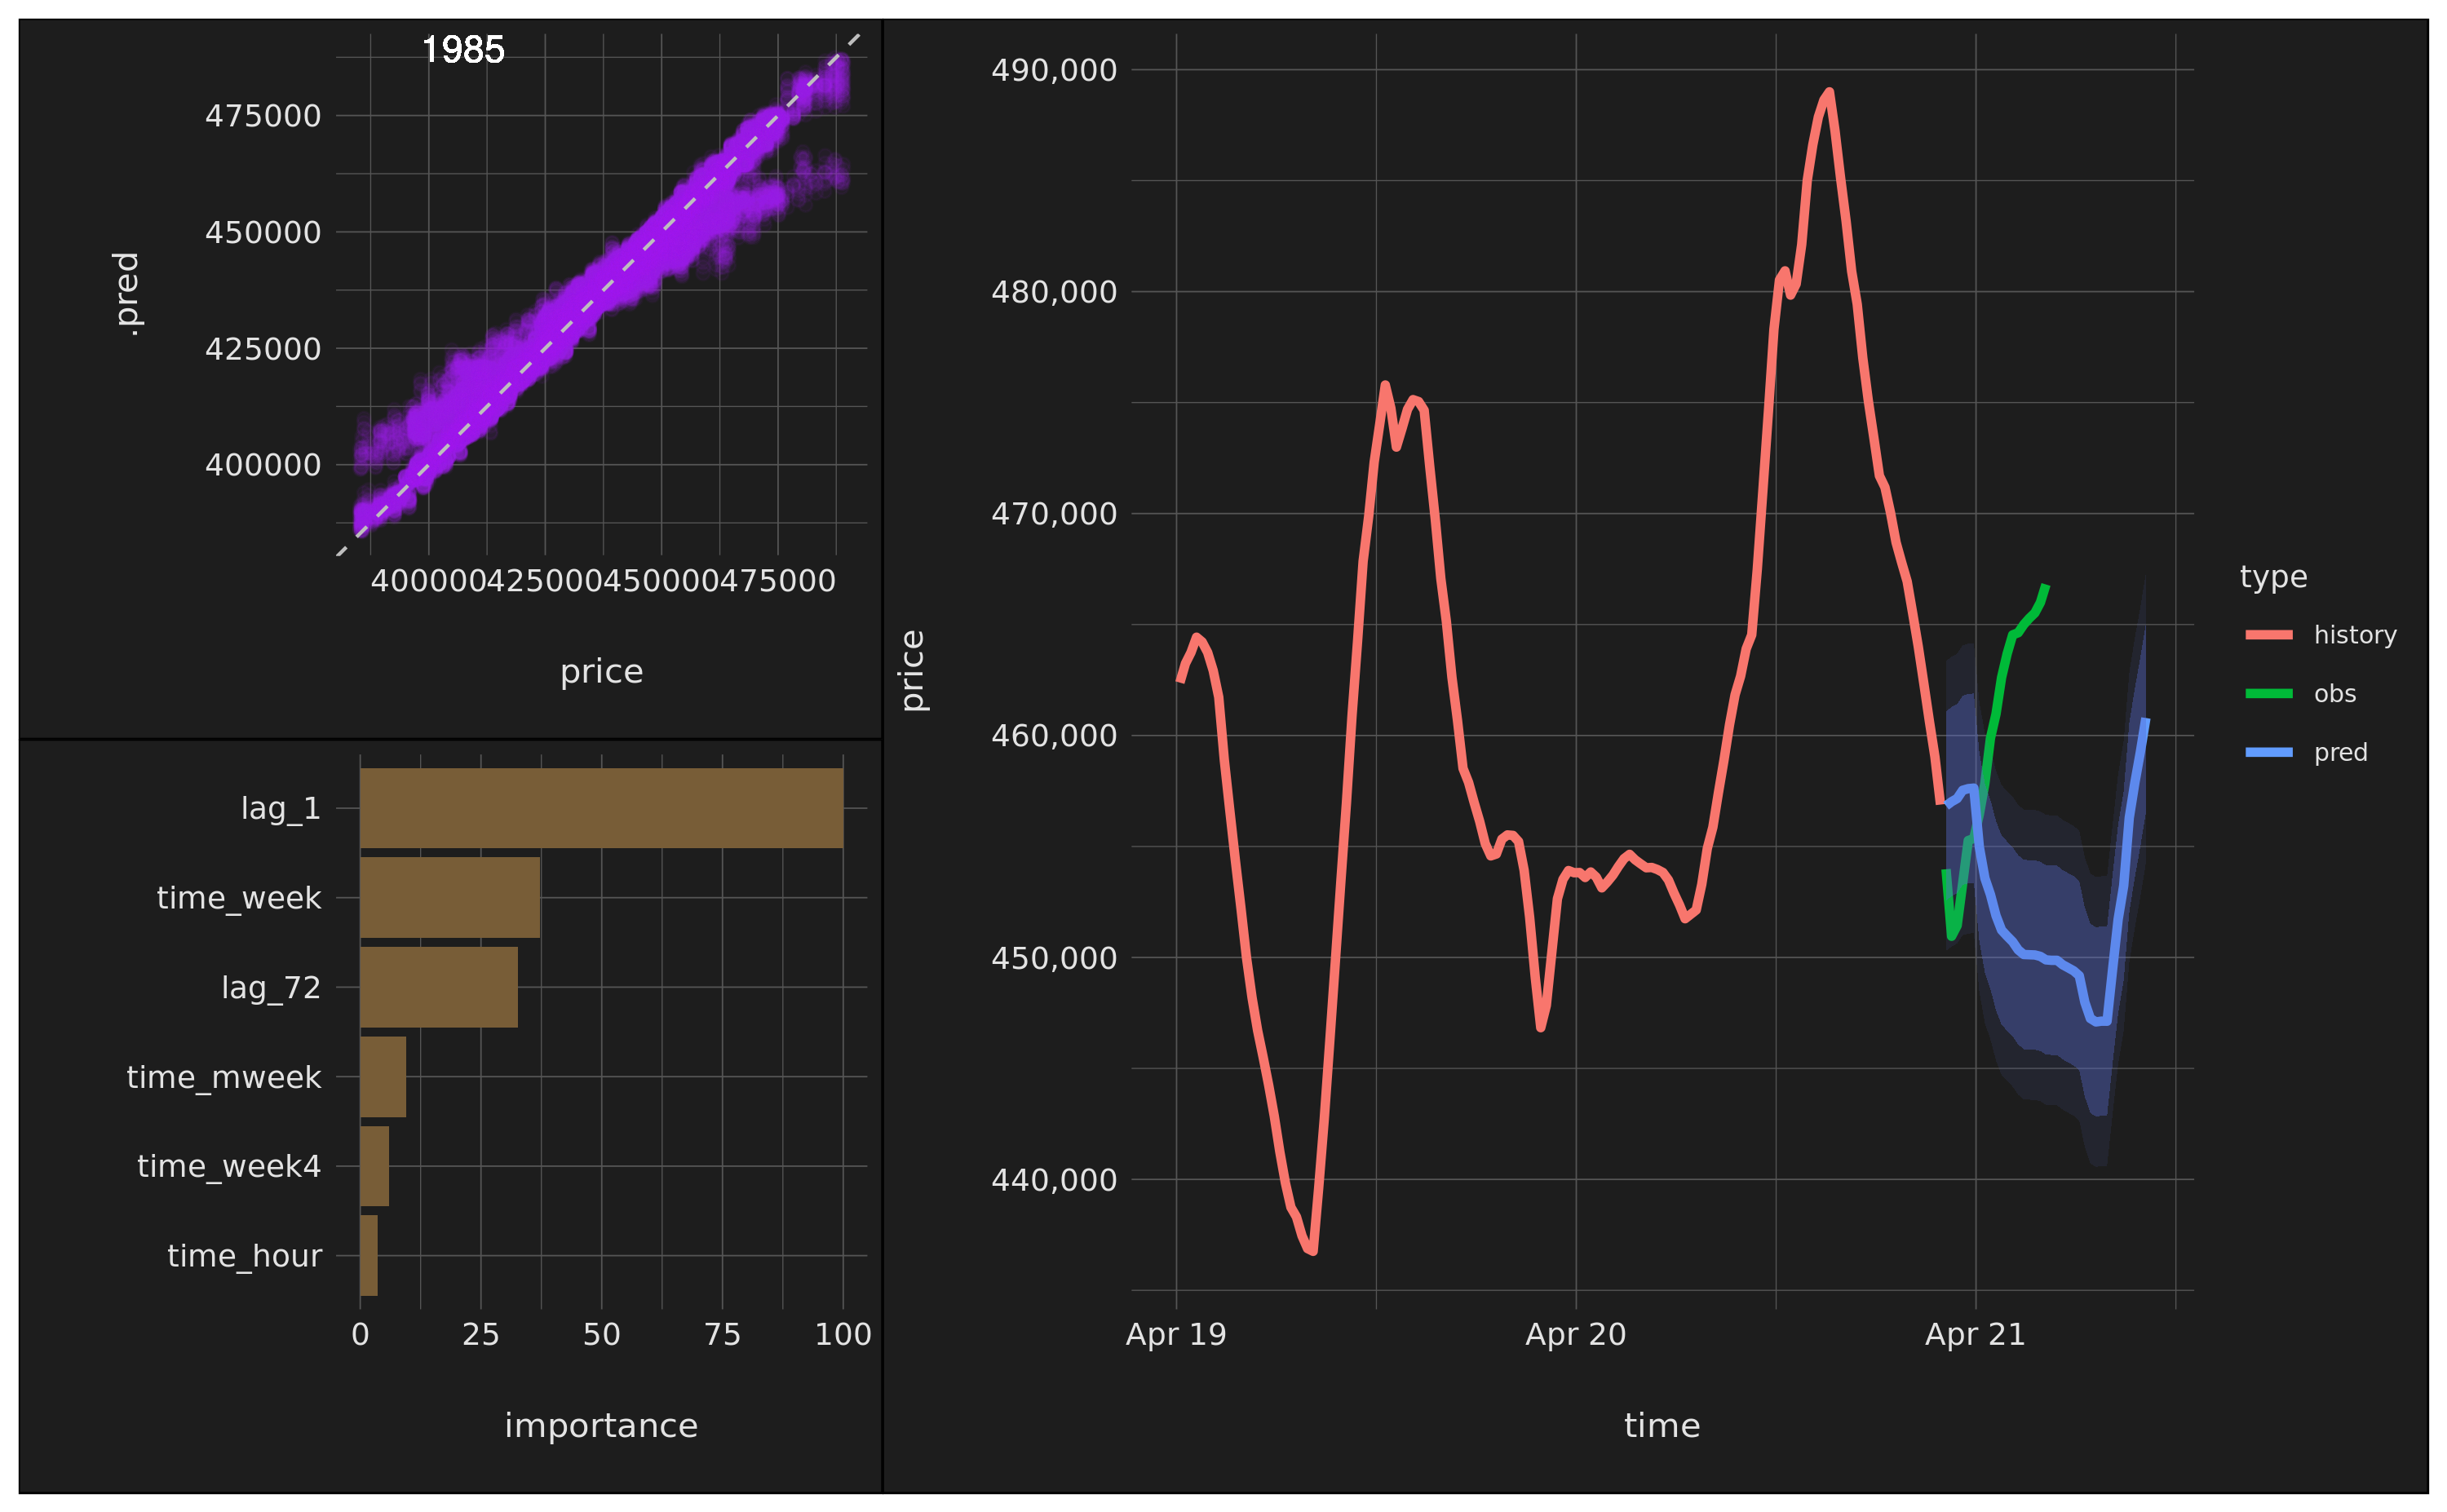 1985
.pred
475000
450000
425000
400000
400000425000450000475000
price
lag_1
time_week
lag_72
time_mweek
time_week4
time_hour
0 25 50 75 100
importance
price
490,000
480,000
470,000
460,000
450,000
440,000
Apr 19 Apr 20 Apr 21
time
type
history
obs
pred